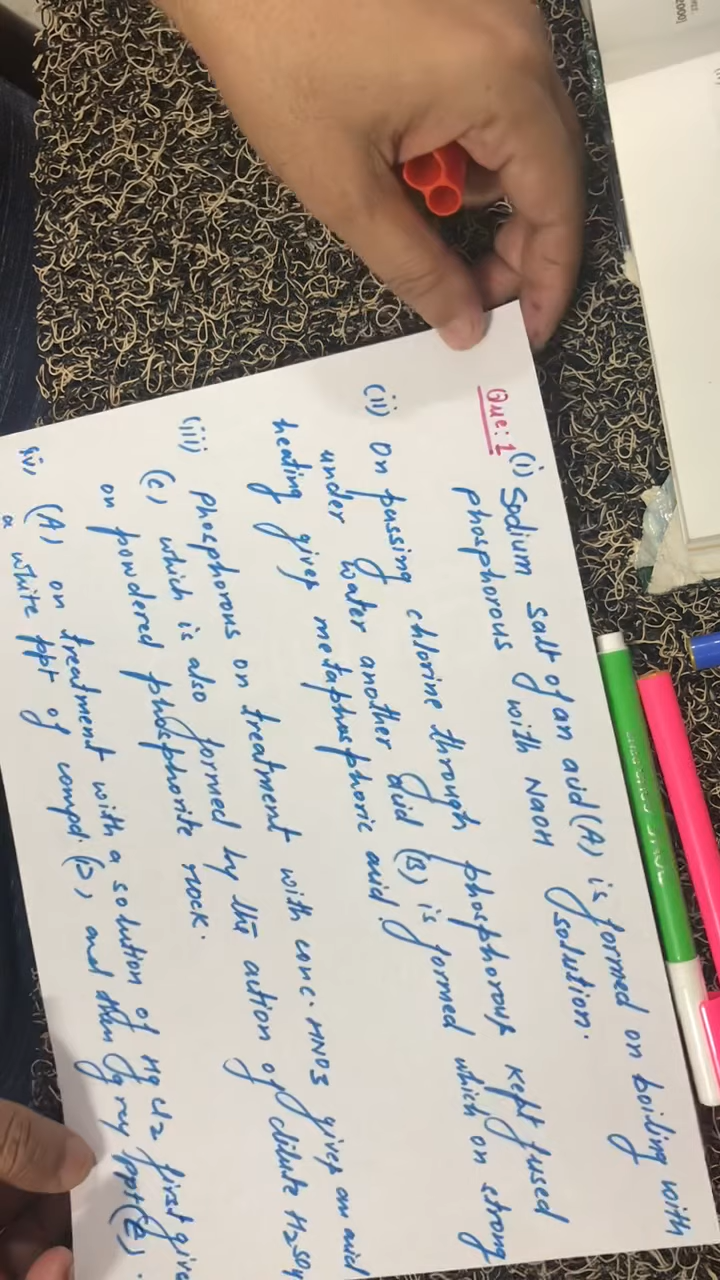 Que: 1 (i) Sodium salt of an acid (A) is formed on boiling with
phosphorous with NaOH solution.
(ii) On passing chlorine through phosphorous kept fused
under water another acid (B) is formed which on strong
heating gives metaphosphoric acid.
(iii) phosphorous on treatment with conc. HNO3 gives an acid
(C) which is also formed by the action of dilute H2SO4
on powdered phosphorite rock.
(iv) (A) on treatment with a solution of HgCl2 first give
a white ppt of compd. (D) and then gray ppt (E).
2000]